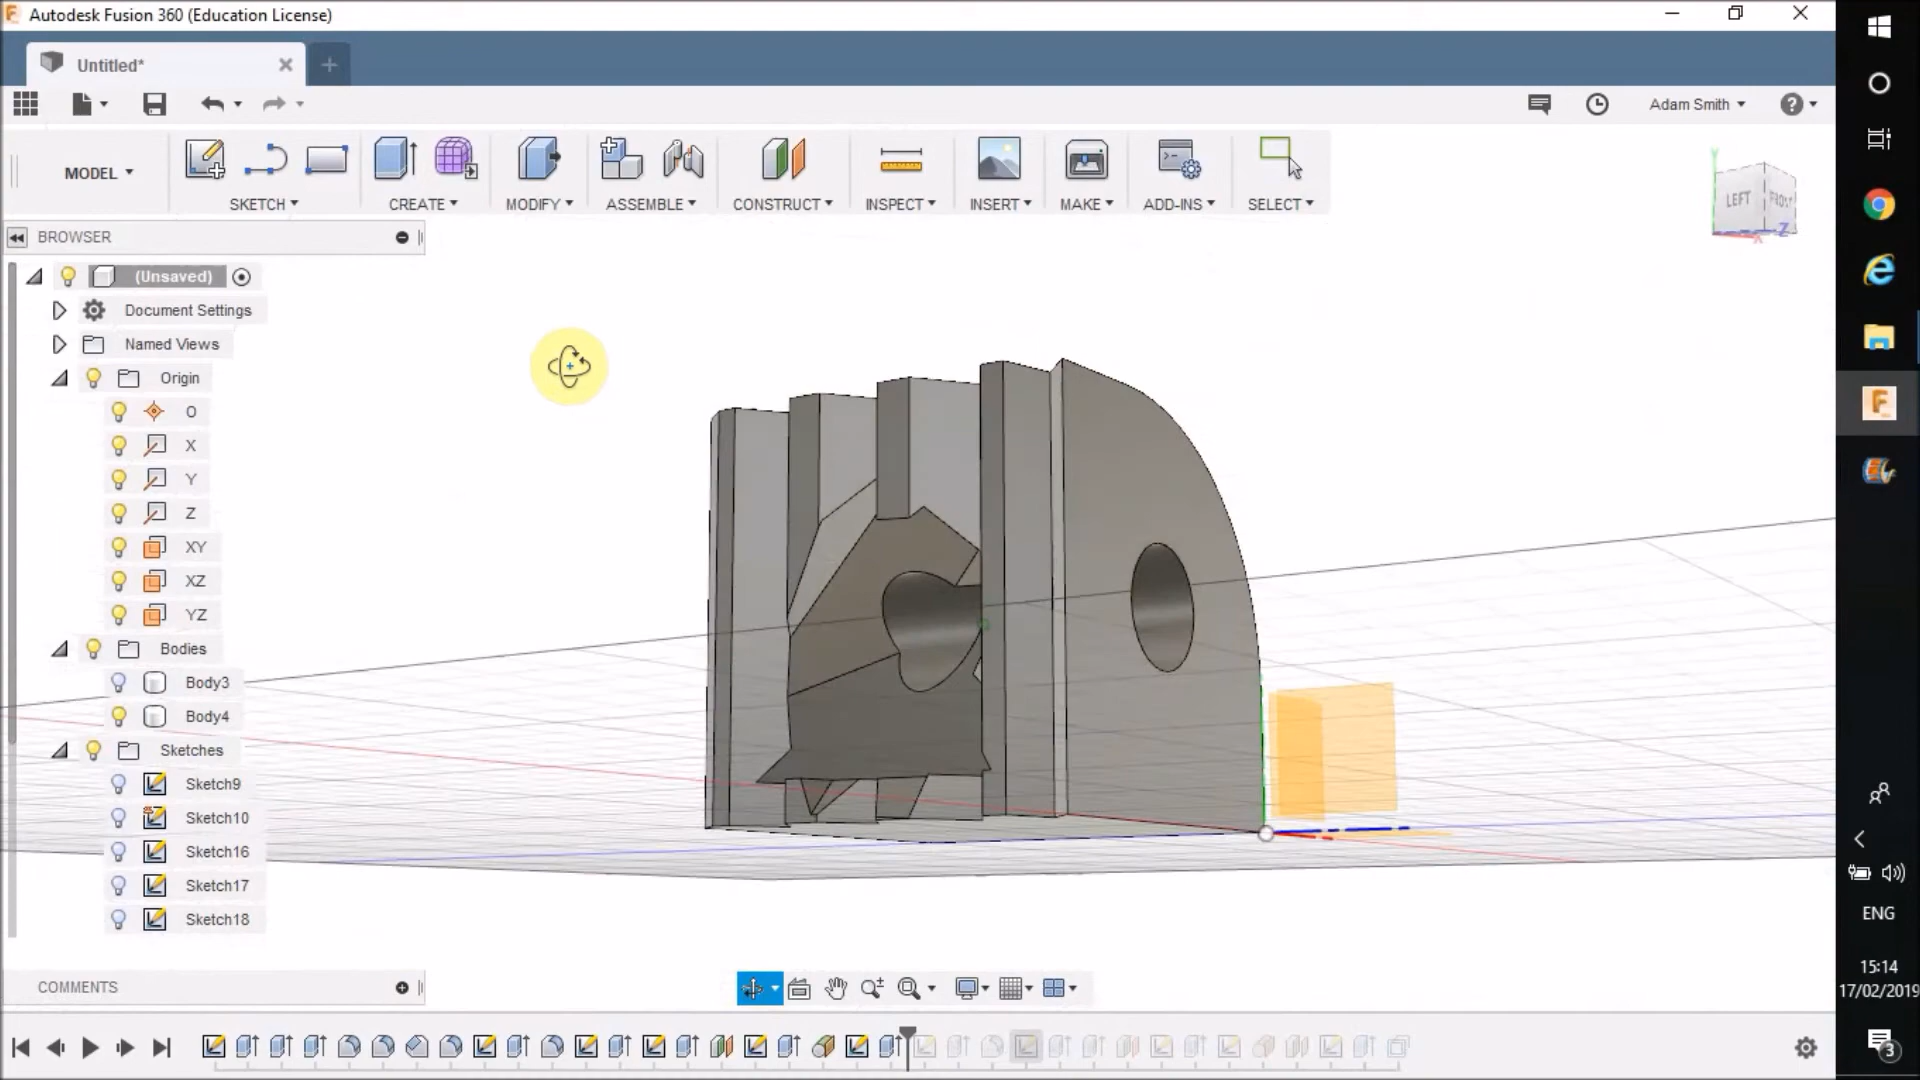 Autodesk Fusion 360 (Education License)
Untitled*
Adam Smith
MODEL
SKETCH
CREATE
MODIFY
ASSEMBLE
CONSTRUCT
INSPECT
INSERT
MAKE
ADD-INS
SELECT
LEFT
FRONT
Z
X
BROWSER
(Unsaved)
Document Settings
Named Views
Origin
O
X
Y
Z
XY
XZ
YZ
Bodies
Body3
Body4
Sketches
Sketch9
Sketch10
Sketch16
Sketch17
Sketch18
COMMENTS
ENG
15:14
17/02/2019
3